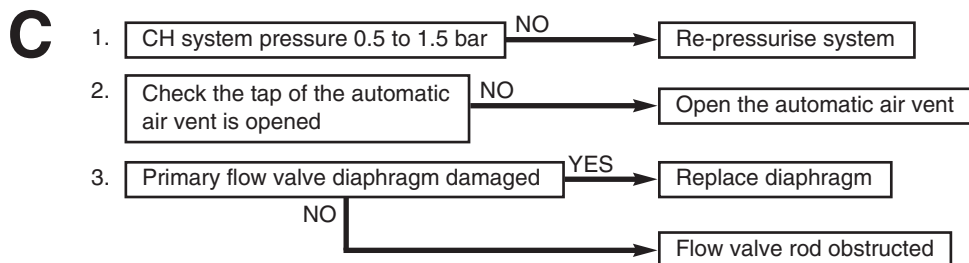 C
1. CH system pressure 0.5 to 1.5 bar NO Re-pressurise system
2. Check the tap of the automatic
air vent is opened NO Open the automatic air vent
3. Primary flow valve diaphragm damaged YES Replace diaphragm
NO
Flow valve rod obstructed